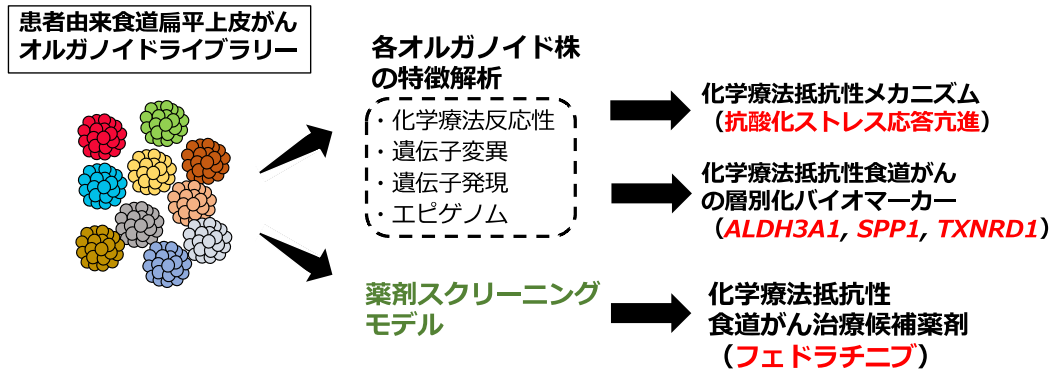 患者由来食道扁平上皮がん
オルガノイドライブラリー
各オルガノイド株
の特徴解析
・化学療法反応性
・遺伝子変異
・遺伝子発現
・エピゲノム
化学療法抵抗性メカニズム
（抗酸化ストレス応答亢進）
化学療法抵抗性食道がん
の層別化バイオマーカー
（ALDH3A1, SPP1, TXNRD1）
薬剤スクリーニング
モデル
化学療法抵抗性
食道がん治療候補薬剤
（フェドラチニブ）